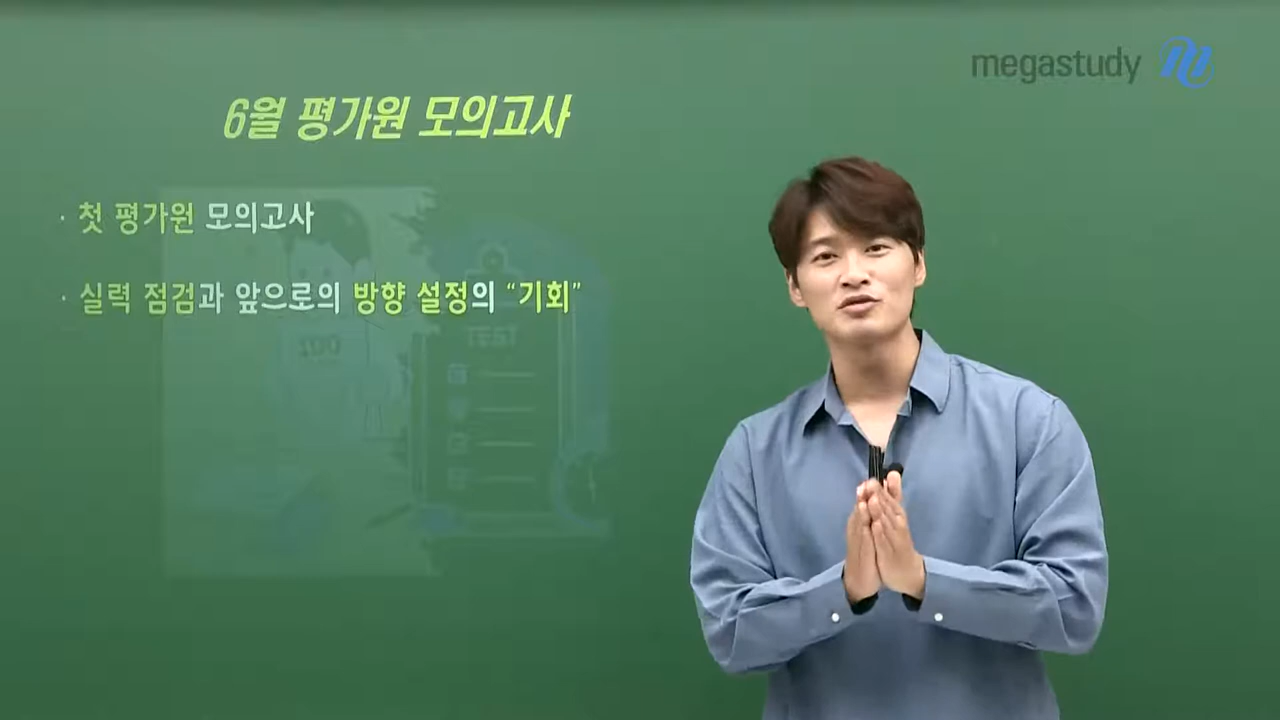 megastudy
6월 평가원 모의고사
· 첫 평가원 모의고사
· 실력 점검과 앞으로의 방향 설정의 “기회”
TEST